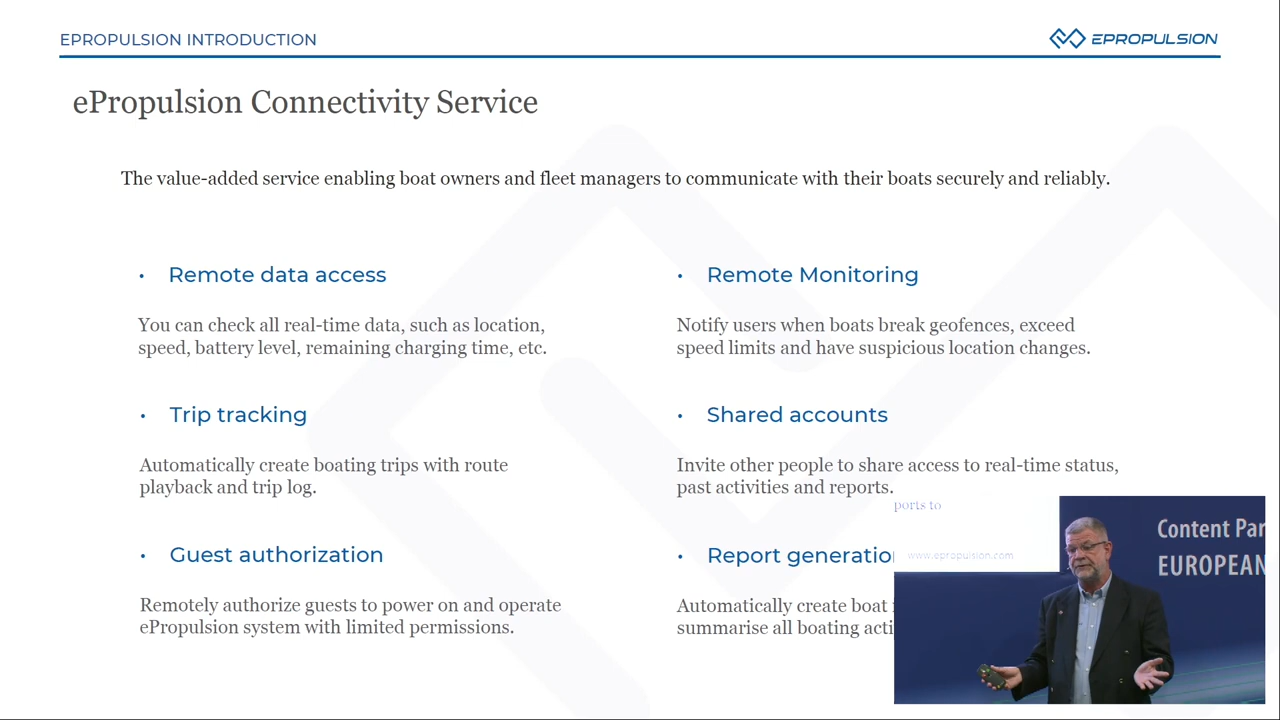 EPROPULSION INTRODUCTION
EPROPULSION
ePropulsion Connectivity Service
The value-added service enabling boat owners and fleet managers to communicate with their boats securely and reliably.
• Remote data access
You can check all real-time data, such as location,
speed, battery level, remaining charging time, etc.
• Trip tracking
Automatically create boating trips with route
playback and trip log.
• Guest authorization
Remotely authorize guests to power on and operate
ePropulsion system with limited permissions.
• Remote Monitoring
Notify users when boats break geofences, exceed
speed limits and have suspicious location changes.
• Shared accounts
Invite other people to share access to real-time status,
past activities and reports.
• Report generation
Automatically create boat
summarise all boating
ports to
www.epropulsion.com
Content
EUROPEAN